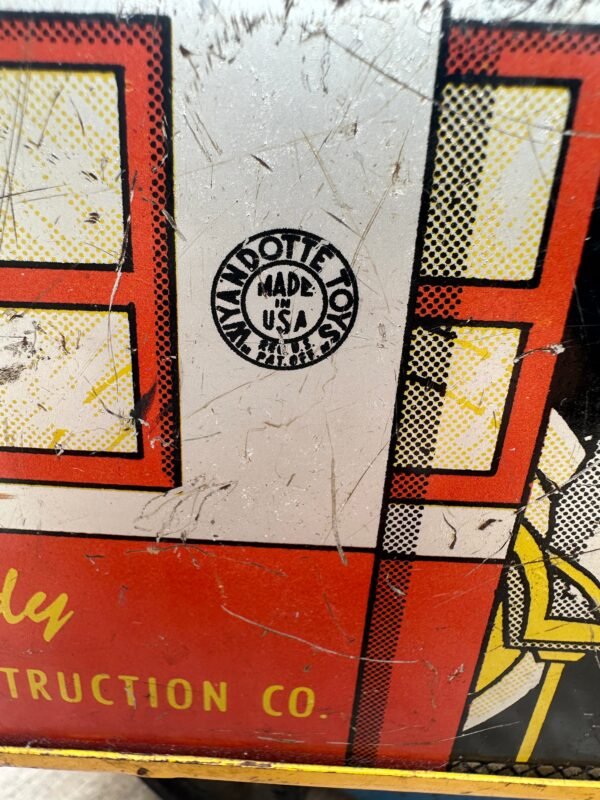 WYANDOTTE TOYS
MADE
IN
USA
REG. U.S.
PAT. OFF.
dy
TRUCTION CO.